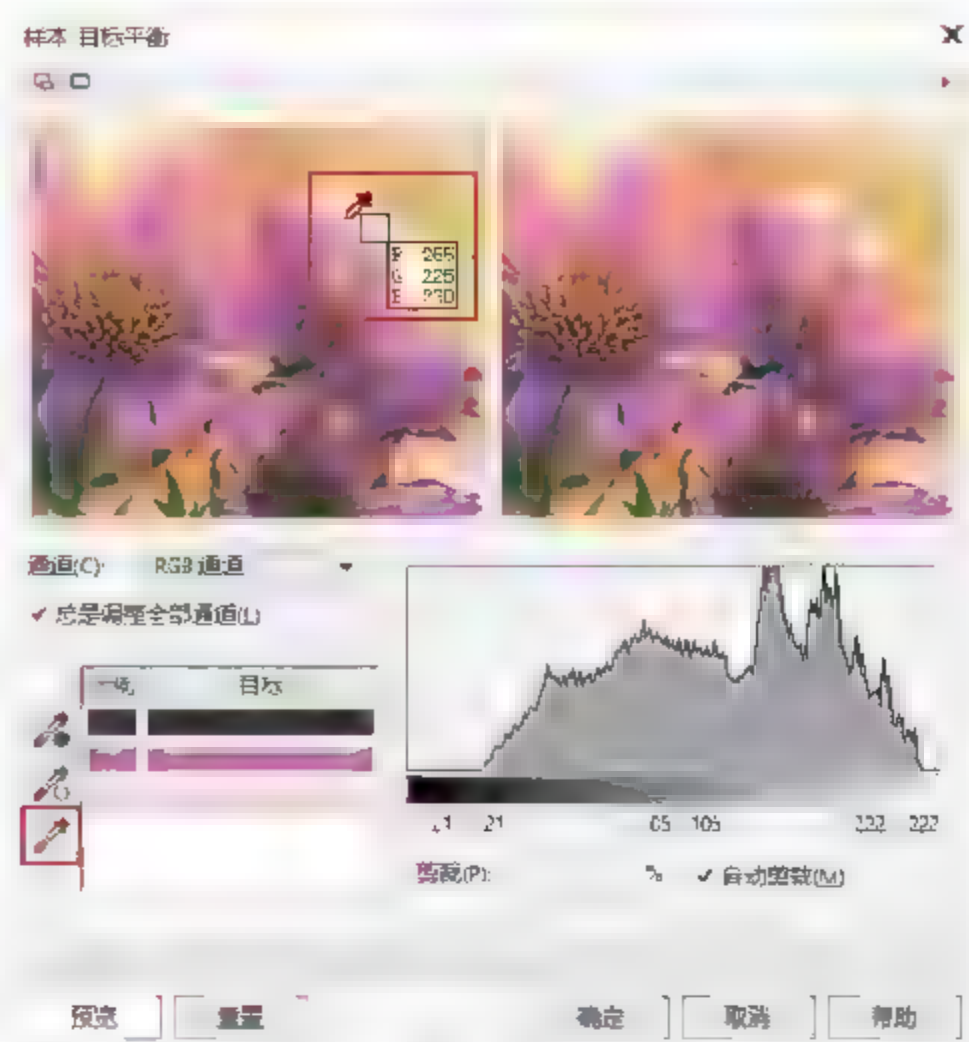 样本 目标平衡
225
通道(C): RGB 通道
总是调整全部通道(L)
目标
21
105
222 222
剪裁(P): % 自动剪裁(M)
预览 重置 确定 取消 帮助